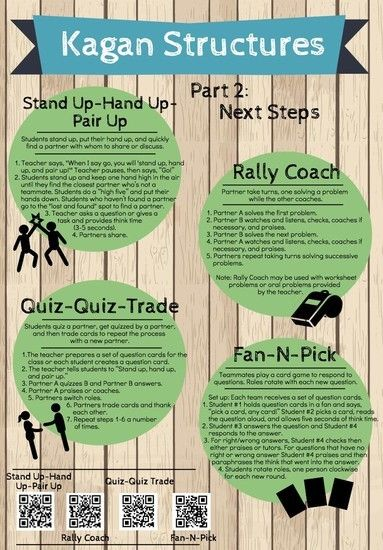 Kagan Structures
Part 2:
Next Steps
Stand Up-Hand Up-
Pair Up
Students stand up, put their hand up, and quickly
find a partner with whom to share or discuss.
1. Teacher says, "When I say go, you will 'stand up, hand
up, and pair up!'" Teacher pauses, then says, "Go!"
2. Students stand up and keep one hand high in the air
until they find the closest partner who's not a
teammate. Students do a "high five" and put their
hands down. Students who haven't found a partner
go to the "lost and found" spot to find a partner.
3. Teacher asks a question or gives a
task and provides think time
(3-5 seconds).
4. Partners share.
Rally Coach
Partner take turns, one solving a problem
while the other coaches.
1. Partner A solves the first problem.
2. Partner B watches and listens, checks, coaches if
necessary, and praises.
3. Partner B solves the next problem.
4. Partner A watches and listens, checks, coaches if
necessary, and praises.
5. Partners repeat taking turns solving successive
problems.
Note: Rally Coach may be used with worksheet
problems or oral problems provided
by the teacher.
Quiz-Quiz-Trade
Students quiz a partner, get quizzed by a partner,
and then trade cards to repeat the process
with a new partner.
1.The teacher prepares a set of question cards for the
class or each student creates a question card.
2. The teacher tells students to "Stand up, hand up,
and pair up."
3. Partner A quizzes B and Partner B answers.
4. Partner A praises or coaches.
5. Partners switch roles.
6. Partners trade cards and thank
each other.
7. Repeat steps 1-6 a number
of times.
Fan-N-Pick
Teammates play a card game to respond to
questions. Roles rotate with each new question.
Set up: Each team receives a set of question cards.
1. Student #1 holds question cards in a fan and says,
"pick a card, any card!" Student #2 picks a card, reads
the question aloud, and allows five seconds of think time.
2. Student #3 answers the question and Student #4
responds to the answer.
3. For right/wrong answers, Student #4 checks then
either praises or tutors. For questions that have no
right or wrong answer Student #4 praises and then
paraphrases the think that went into the answer.
4. Students rotate roles, one person clockwise
for each new round.
Stand Up-Hand
Up-Pair Up
Quiz-Quiz Trade
Rally Coach
Fan-N-Pick